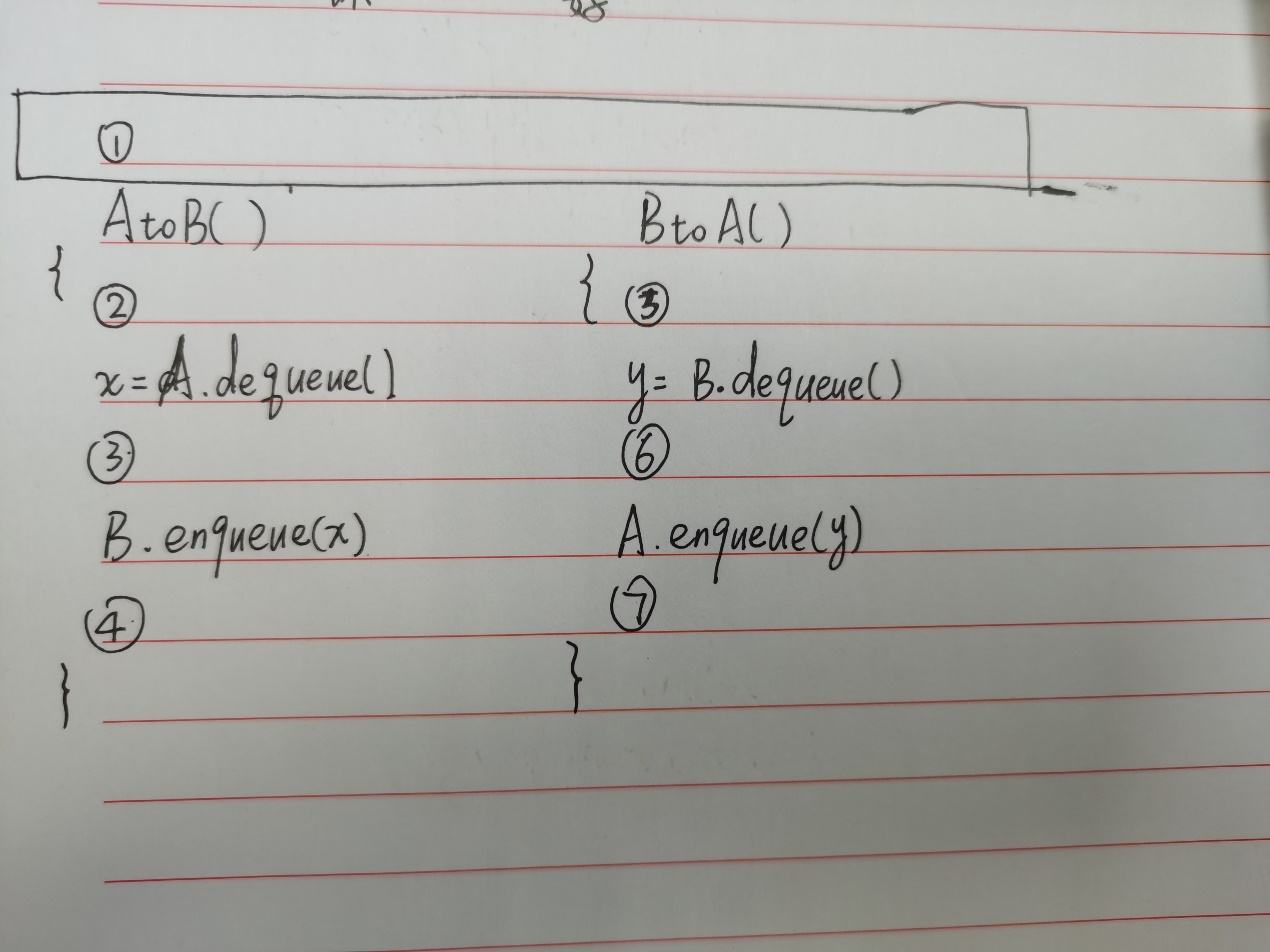 ①
AtoB( ) BtoA( )
{ ② { ⑤
x = A.dequeue() y = B.dequeue()
③ ⑥
B.enqueue(x) A.enqueue(y)
④ ⑦
} }